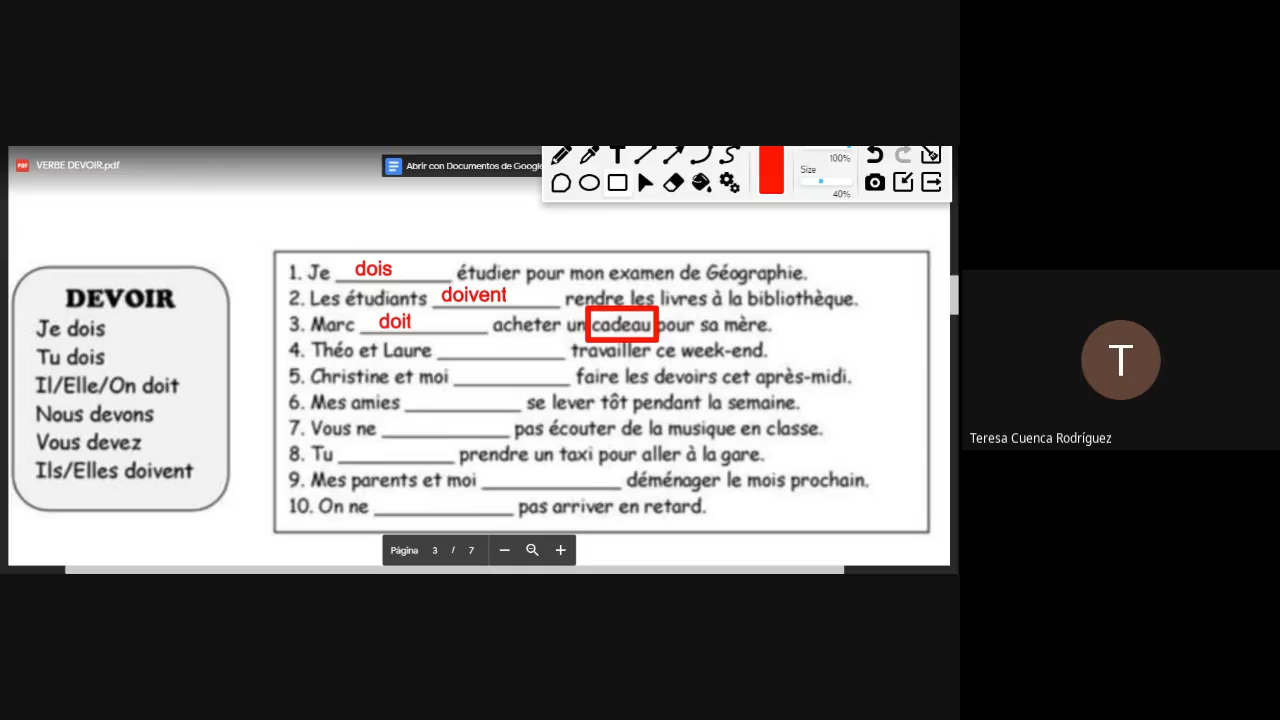 VERBE DEVOIR.pdf
Abrir con Documentos de Google
100%
Size
40%
DEVOIR
Je dois
Tu dois
Il/Elle/On doit
Nous devons
Vous devez
Ils/Elles doivent
1. Je dois étudier pour mon examen de Géographie.
2. Les étudiants doivent rendre les livres à la bibliothèque.
3. Marc doit acheter un cadeau pour sa mère.
4. Théo et Laure ____________ travailler ce week-end.
5. Christine et moi ____________ faire les devoirs cet après-midi.
6. Mes amies ____________ se lever tôt pendant la semaine.
7. Vous ne ____________ pas écouter de la musique en classe.
8. Tu ____________ prendre un taxi pour aller à la gare.
9. Mes parents et moi ____________ déménager le mois prochain.
10. On ne ____________ pas arriver en retard.
Página 3 / 7
T
Teresa Cuenca Rodríguez